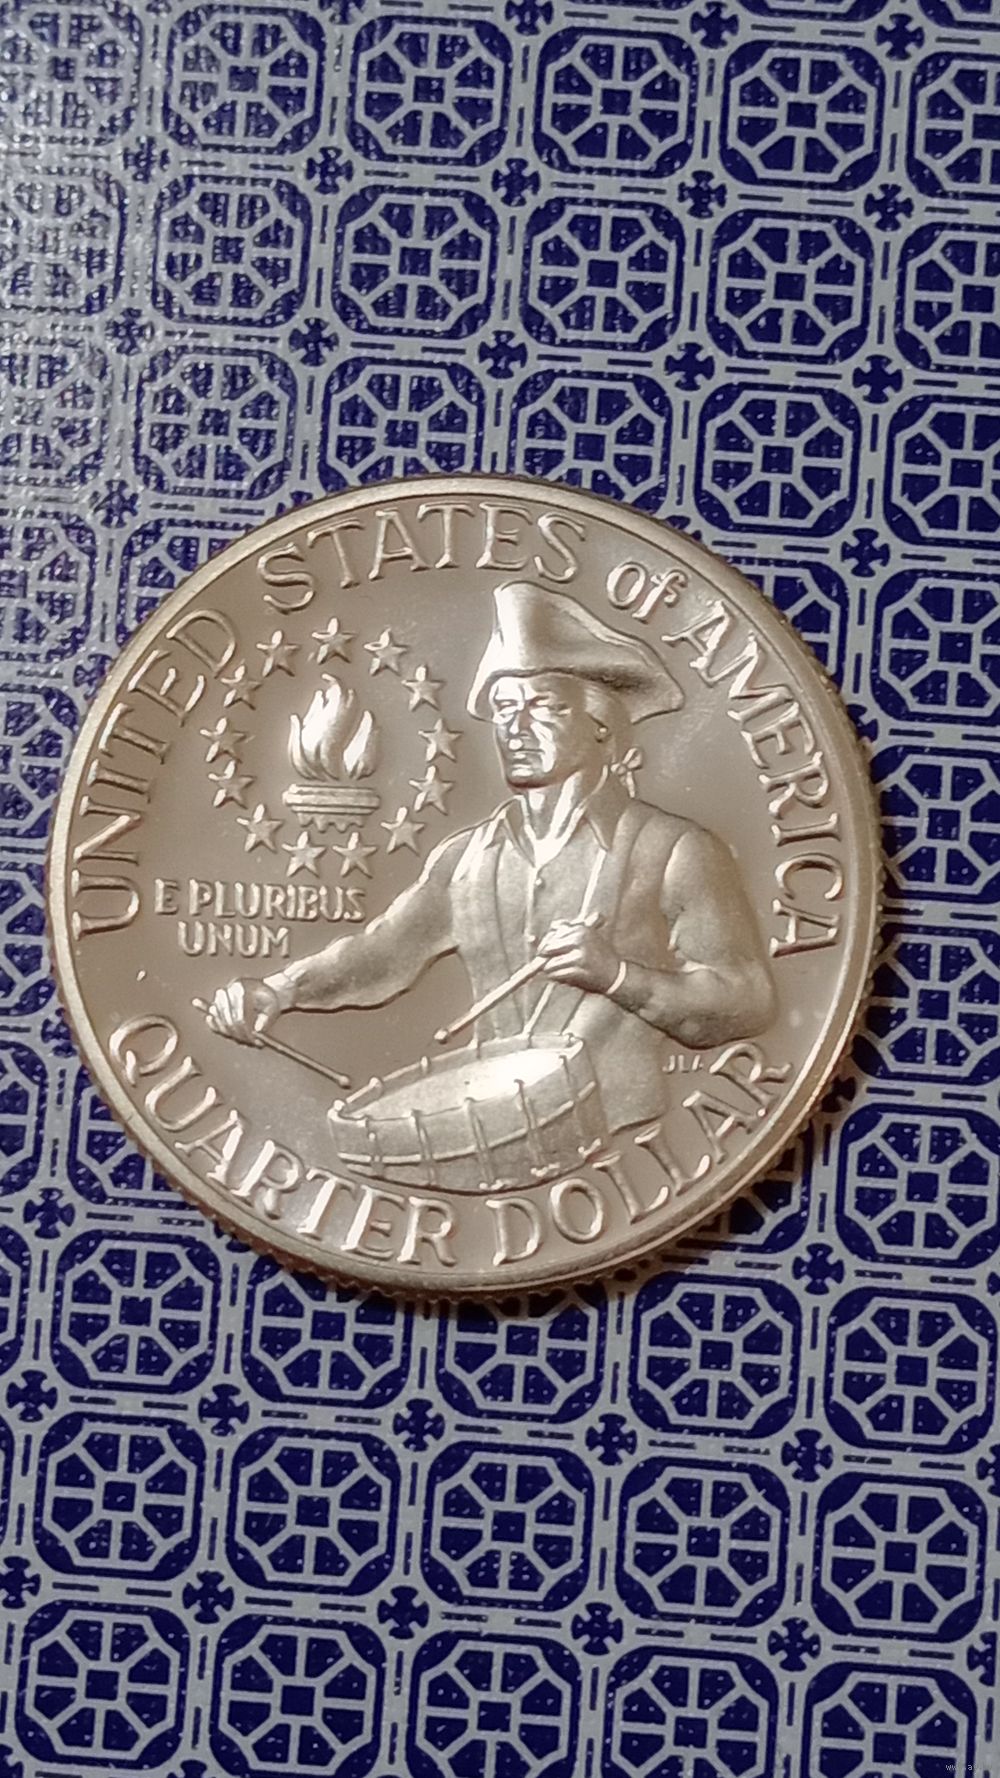 UNITED STATES of AMERICA
E PLURIBUS
UNUM
JLA
QUARTER DOLLAR